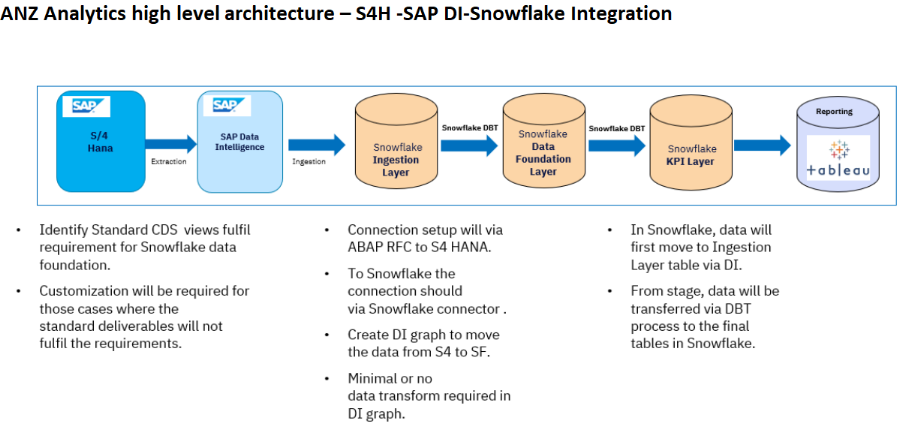 ANZ Analytics high level architecture – S4H -SAP DI-Snowflake Integration
SAP
S/4
Hana
Extraction
SAP
SAP Data
Intelligence
Ingestion
Snowflake
Ingestion
Layer
Snowflake DBT
Snowflake
Data
Foundation
Layer
Snowflake DBT
Snowflake
KPI Layer
Reporting
+ableau
• Identify Standard CDS views fulfil
requirement for Snowflake data
foundation.
• Customization will be required for
those cases where the
standard deliverables will not
fulfil the requirements.
• Connection setup will via
ABAP RFC to S4 HANA.
• To Snowflake the
connection should
via Snowflake connector .
• Create DI graph to move
the data from S4 to SF.
• Minimal or no
data transform required in
DI graph.
• In Snowflake, data will
first move to Ingestion
Layer table via DI.
• From stage, data will be
transferred via DBT
process to the final
tables in Snowflake.